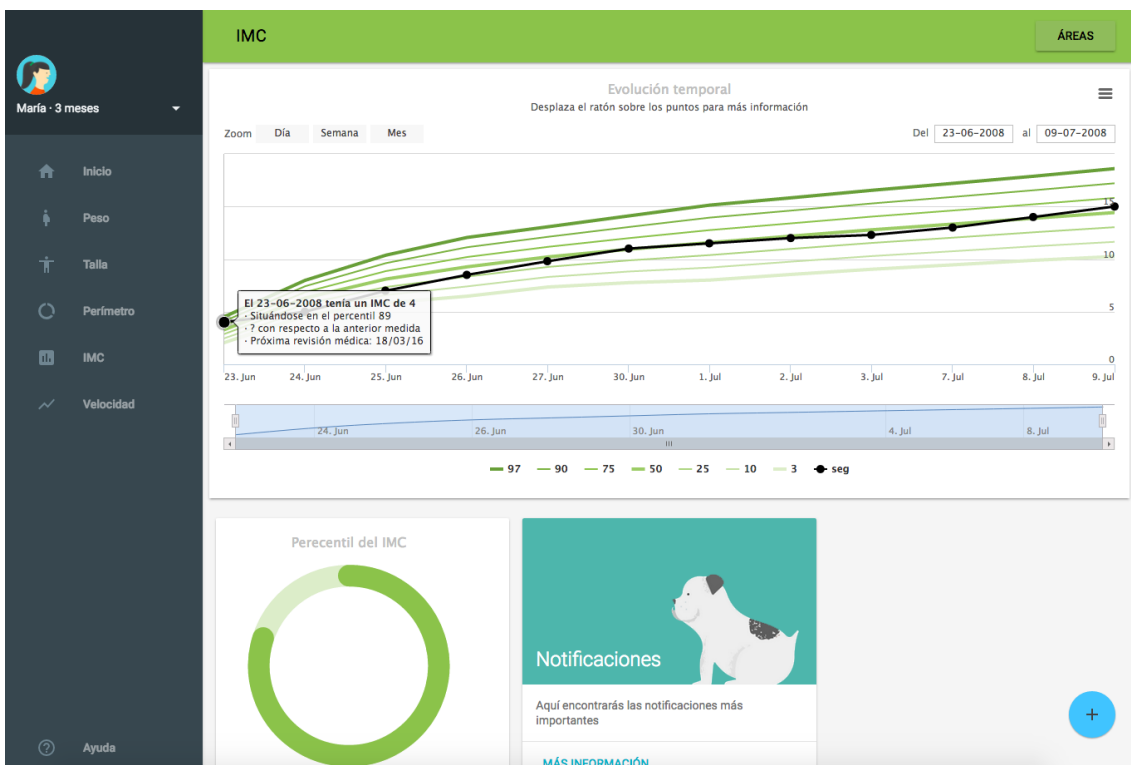 IMC
ÁREAS
María · 3 meses
Inicio
Peso
Talla
Perímetro
IMC
Velocidad
Ayuda
Evolución temporal
Desplaza el ratón sobre los puntos para más información
Zoom Día Semana Mes
Del 23-06-2008 al 09-07-2008
15
10
5
0
El 23-06-2008 tenía un IMC de 4
· Situándose en el percentil 89
· ? con respecto a la anterior medida
· Próxima revisión médica: 18/03/16
23. Jun 24. Jun 25. Jun 26. Jun 27. Jun 30. Jun 1. Jul 2. Jul 3. Jul 7. Jul 8. Jul 9. Jul
24. Jun 26. Jun 30. Jun 4. Jul 8. Jul
97 90 75 50 25 10 3 seg
Perecentil del IMC
Notificaciones
Aquí encontrarás las notificaciones más
importantes
MÁS INFORMACIÓN
+